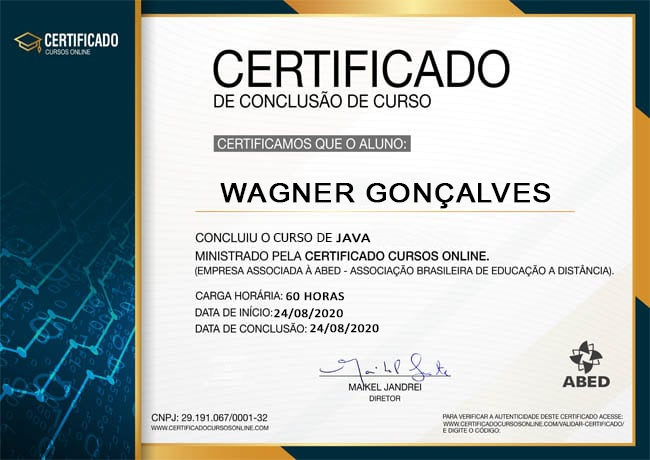 CERTIFICADO
CURSOS ONLINE
CERTIFICADO
DE CONCLUSÃO DE CURSO
CERTIFICAMOS QUE O ALUNO:
WAGNER GONÇALVES
CONCLUIU O CURSO DE JAVA
MINISTRADO PELA CERTIFICADO CURSOS ONLINE.
(EMPRESA ASSOCIADA À ABED - ASSOCIAÇÃO BRASILEIRA DE EDUCAÇÃO A DISTÂNCIA).
CARGA HORÁRIA: 60 HORAS
DATA DE INÍCIO: 24/08/2020
DATA DE CONCLUSÃO: 24/08/2020
MAIKEL JANDREI
DIRETOR
ABED
CNPJ: 29.191.067/0001-32
WWW.CERTIFICADOCURSOSONLINE.COM
PARA VERIFICAR A AUTENTICIDADE DESTE CERTIFICADO ACESSE:
WWW.CERTIFICADOCURSOSONLINE.COM/VALIDAR-CERTIFICADO/
E DIGITE O CÓDIGO: